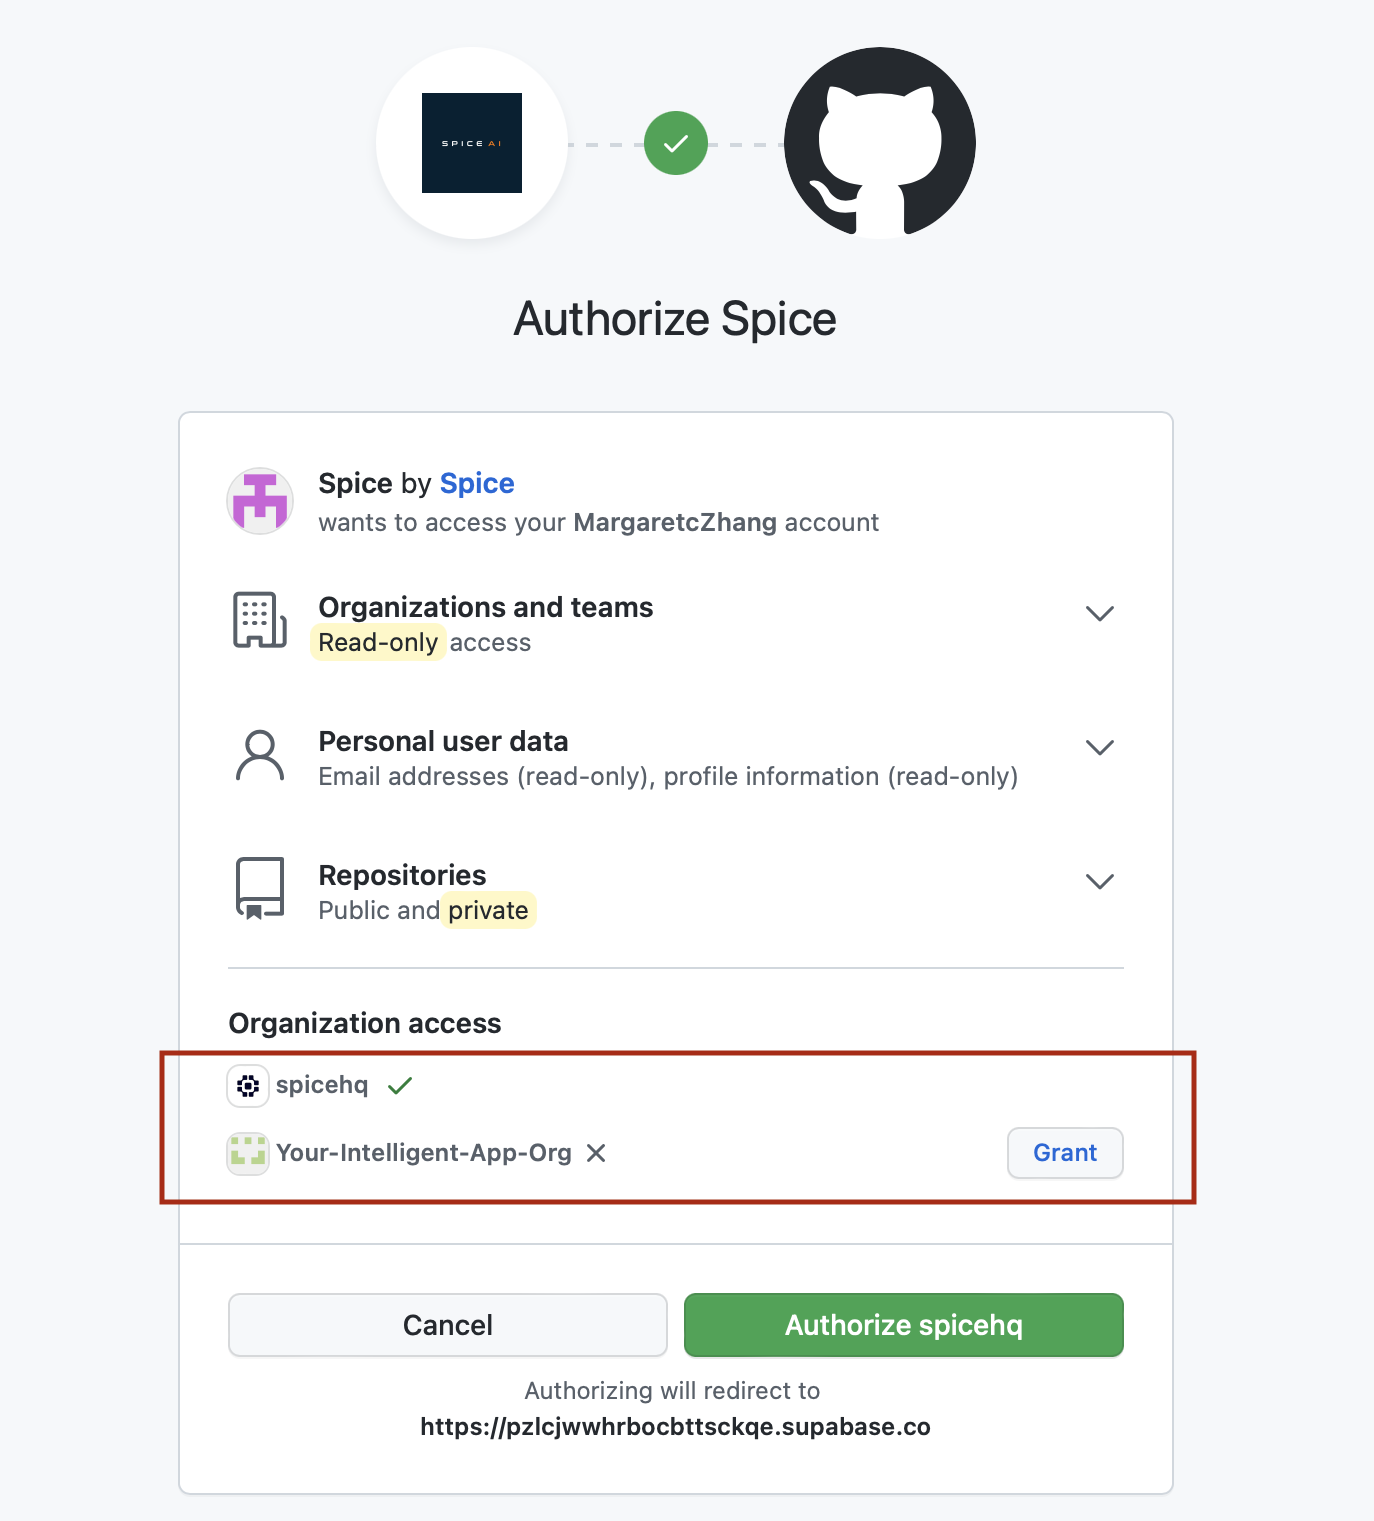 SPICE AI
Authorize Spice
Spice by Spice
wants to access your MargaretcZhang account
Organizations and teams
Read-only access
Personal user data
Email addresses (read-only), profile information (read-only)
Repositories
Public and private
Organization access
spicehq
Your-Intelligent-App-Org
Grant
Cancel
Authorize spicehq
Authorizing will redirect to
https://pzlcjwwhrbocbttsckqe.supabase.co